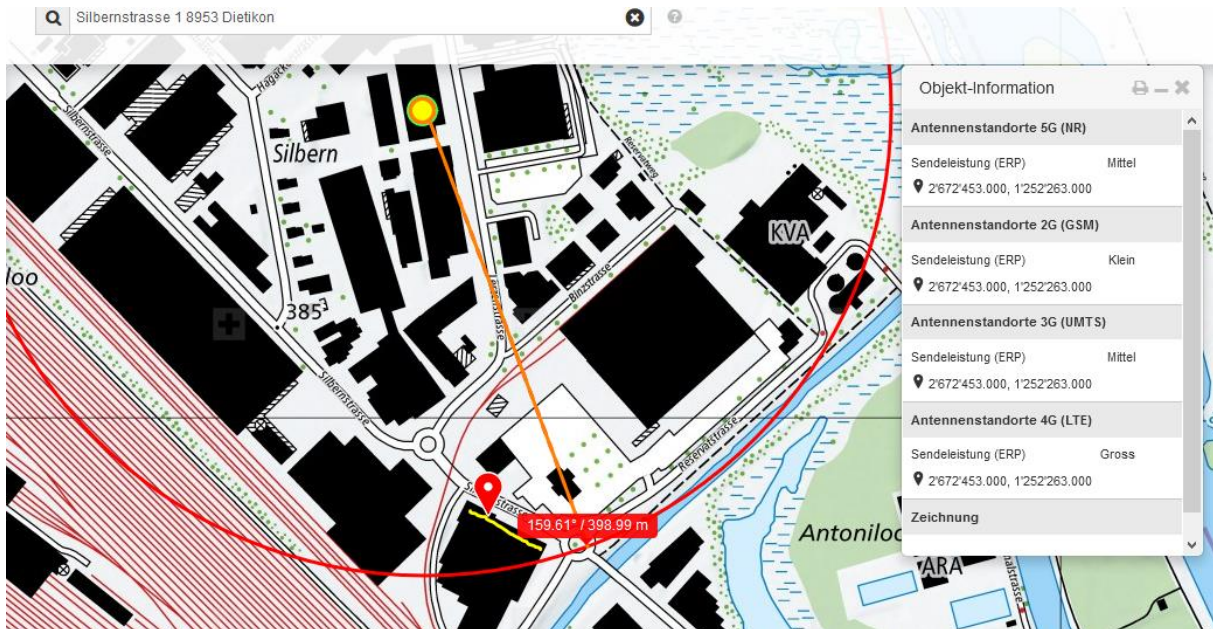 Silbernstrasse 1 8953 Dietikon
Objekt-Information
Antennenstandorte 5G (NR)
Sendeleistung (ERP) Mittel
2'672'453.000, 1'252'263.000
Antennenstandorte 2G (GSM)
Sendeleistung (ERP) Klein
2'672'453.000, 1'252'263.000
Antennenstandorte 3G (UMTS)
Sendeleistung (ERP) Mittel
2'672'453.000, 1'252'263.000
Antennenstandorte 4G (LTE)
Sendeleistung (ERP) Gross
2'672'453.000, 1'252'263.000
Zeichnung
Silbernstrasse
Silbern
Reservatweg
KVA
loo
385
Binzstrasse
Silbernstrasse
Reservatstrasse
159.61° / 398.99 m
Antoniloo
ARA